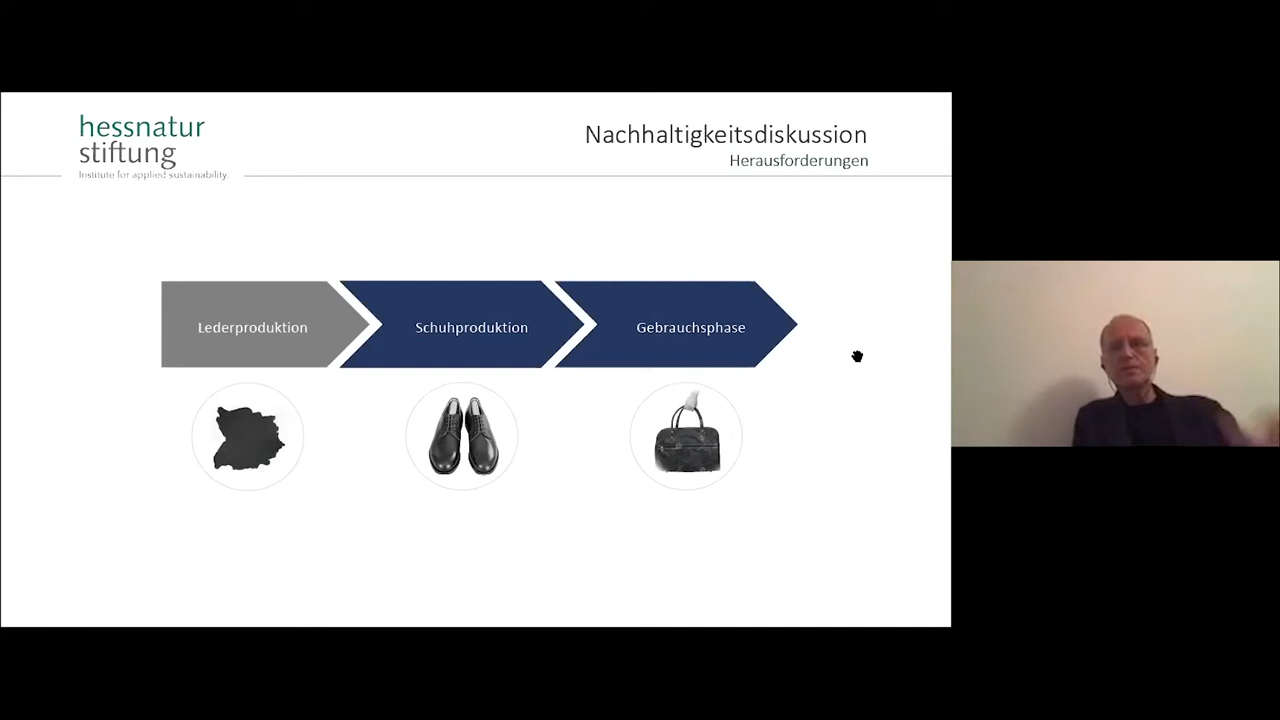 hessnatur
stiftung
Institute for applied sustainability.
Nachhaltigkeitsdiskussion
Herausforderungen
Lederproduktion
Schuhproduktion
Gebrauchsphase